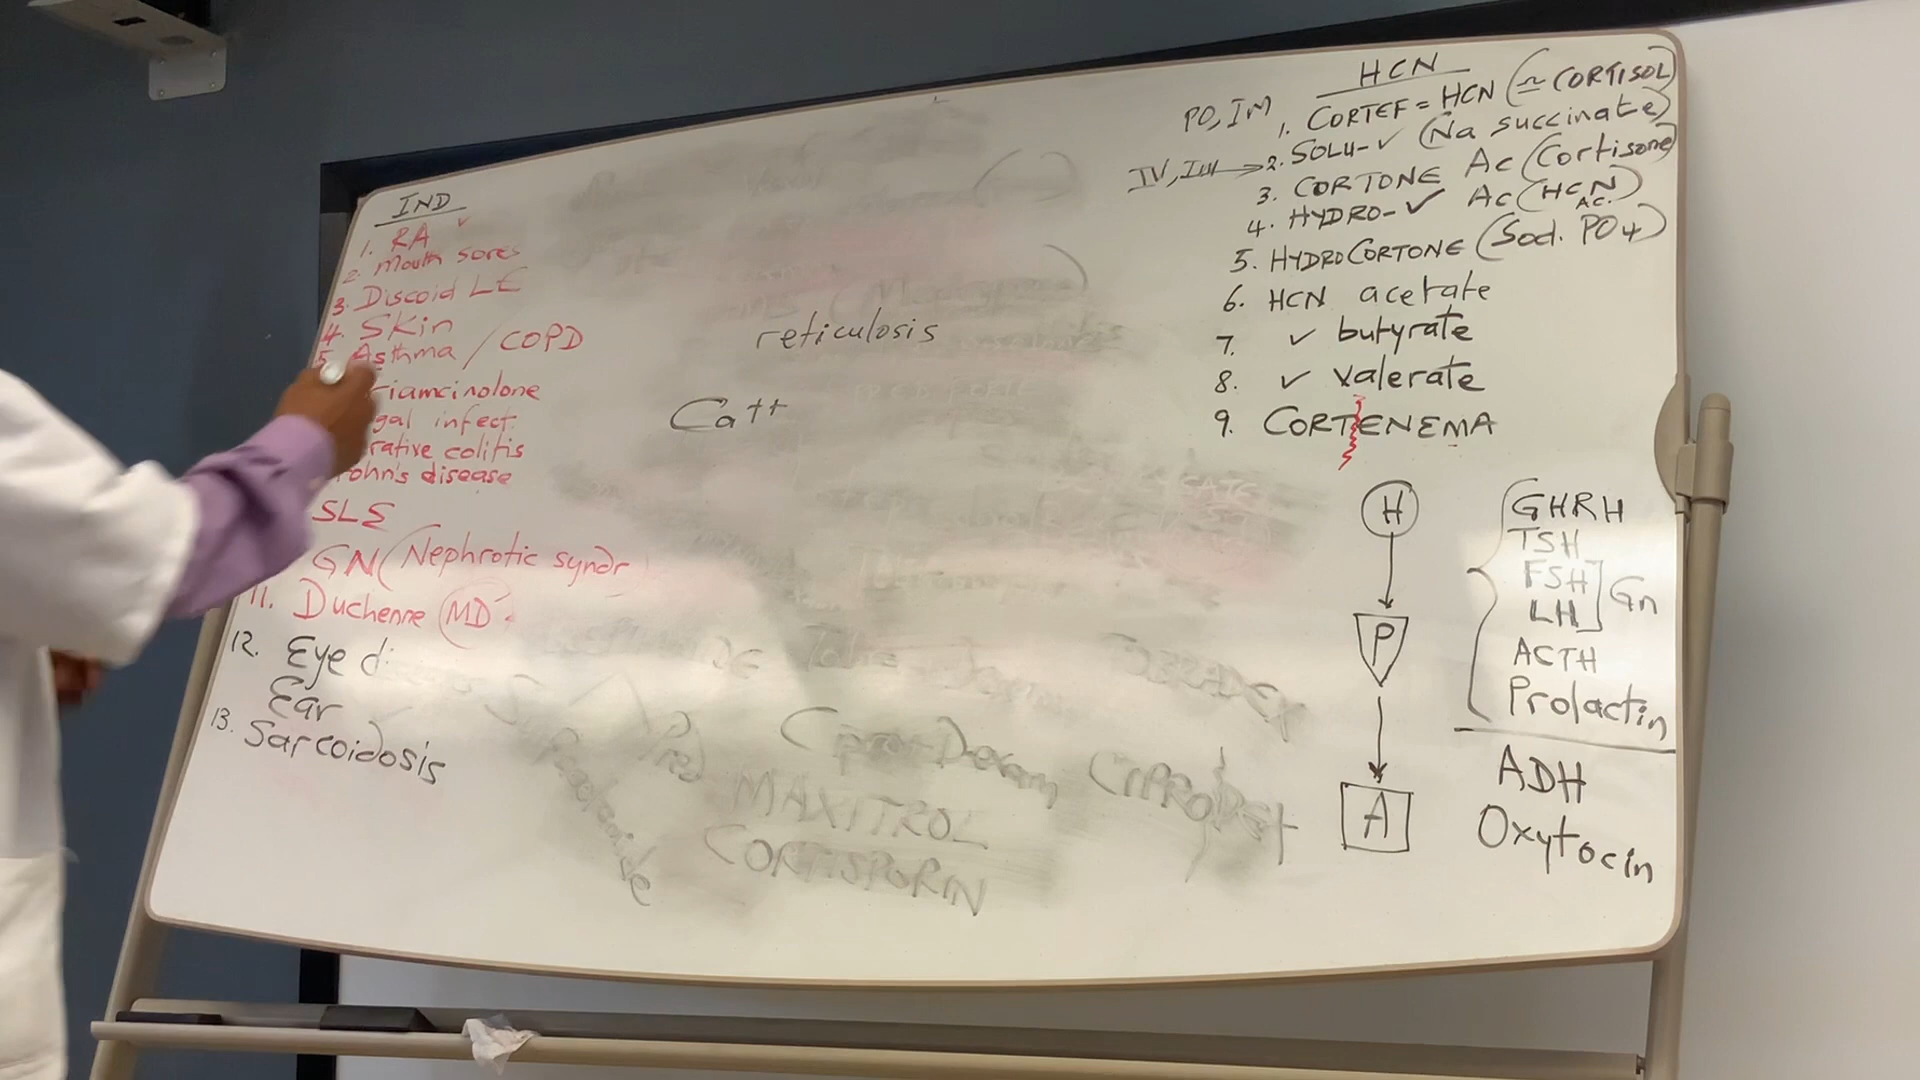 IND
1. RA ✓
2. Mouth sores
3. Discoid LE
4. Skin
5. Asthma / COPD
riamcinolone
gal infect.
rative colitis
rohn's disease
SLE
GN (Nephrotic syndr
11. Duchenne MD
12. Eye
Ear
13. Sarcoidosis
reticulosis
Ca++
Cipro-Dexam
MAXITROL
CORTISPORIN
HCN
PO, IM 1. CORTEF = HCN (≃ CORTISOL)
IV, IM → 2. SOLU- ✓ (Na succinate)
3. CORTONE Ac (Cortisone)
4. HYDRO- ✓ Ac (HCN Ac.)
5. HYDROCORTONE (Sod. PO4)
6. HCN acetate
7. ✓ butyrate
8. ✓ valerate
9. CORTENEMA
H
P
A
GHRH
TSH
FSH
LH
Gn
ACTH
Prolactin
ADH
Oxytocin